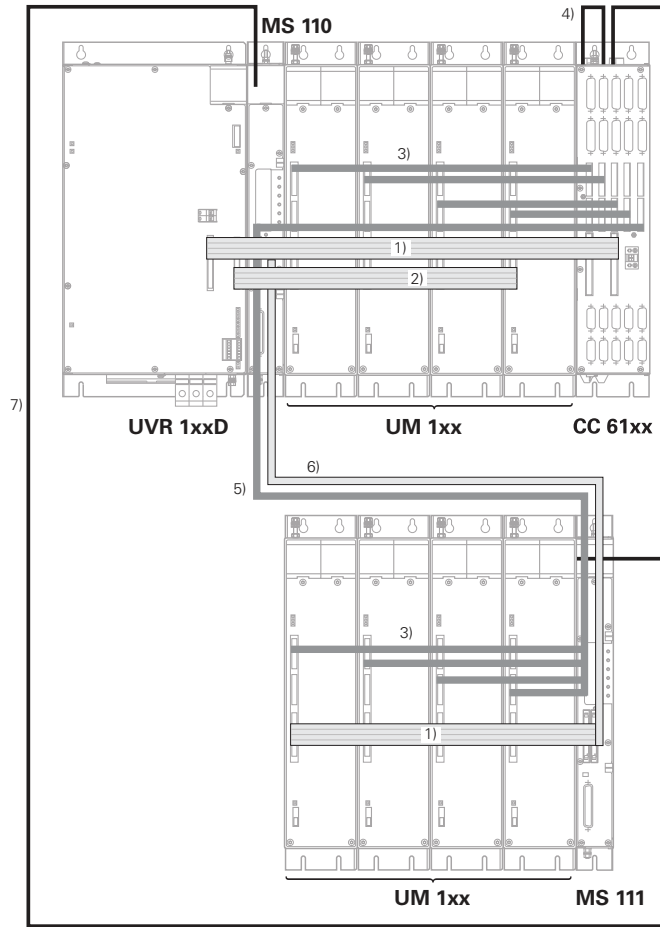 4)
MS 110
3)
1)
2)
7)
UVR 1xxD
UM 1xx
CC 61xx
6)
5)
3)
1)
UM 1xx
MS 111